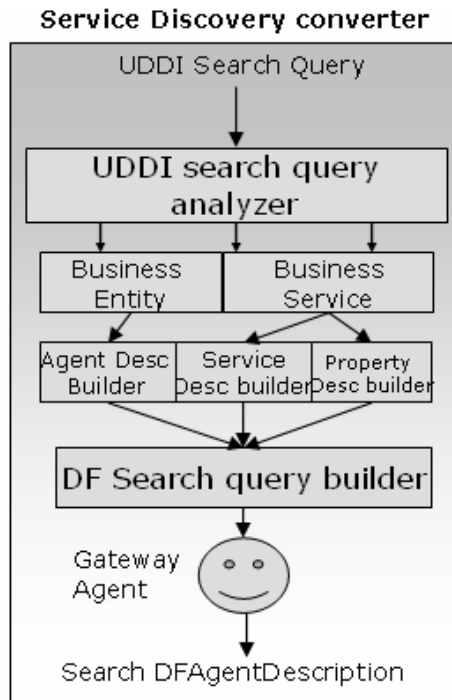 Service Discovery converter
UDDI Search Query
UDDI search query
analyzer
Business
Entity
Business
Service
Agent Desc
Builder
Service
Desc builder
Property
Desc builder
DF Search query builder
Gateway
Agent
Search DFAgentDescription